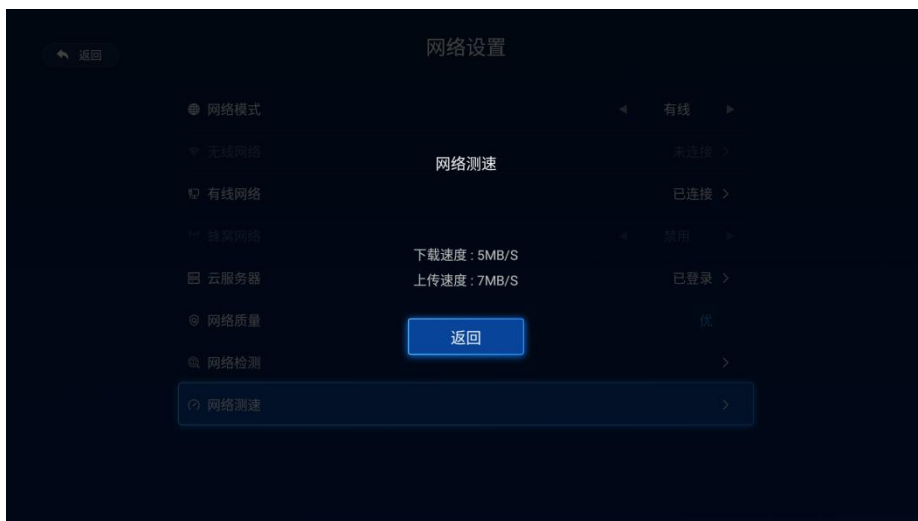 返回
网络设置
网络模式 有线
无线网络 未连接
网络测速
有线网络 已连接
蜂窝网络 禁用
下载速度 : 5MB/S
云服务器 已登录
上传速度 : 7MB/S
网络质量 优
返回
网络检测
网络测速